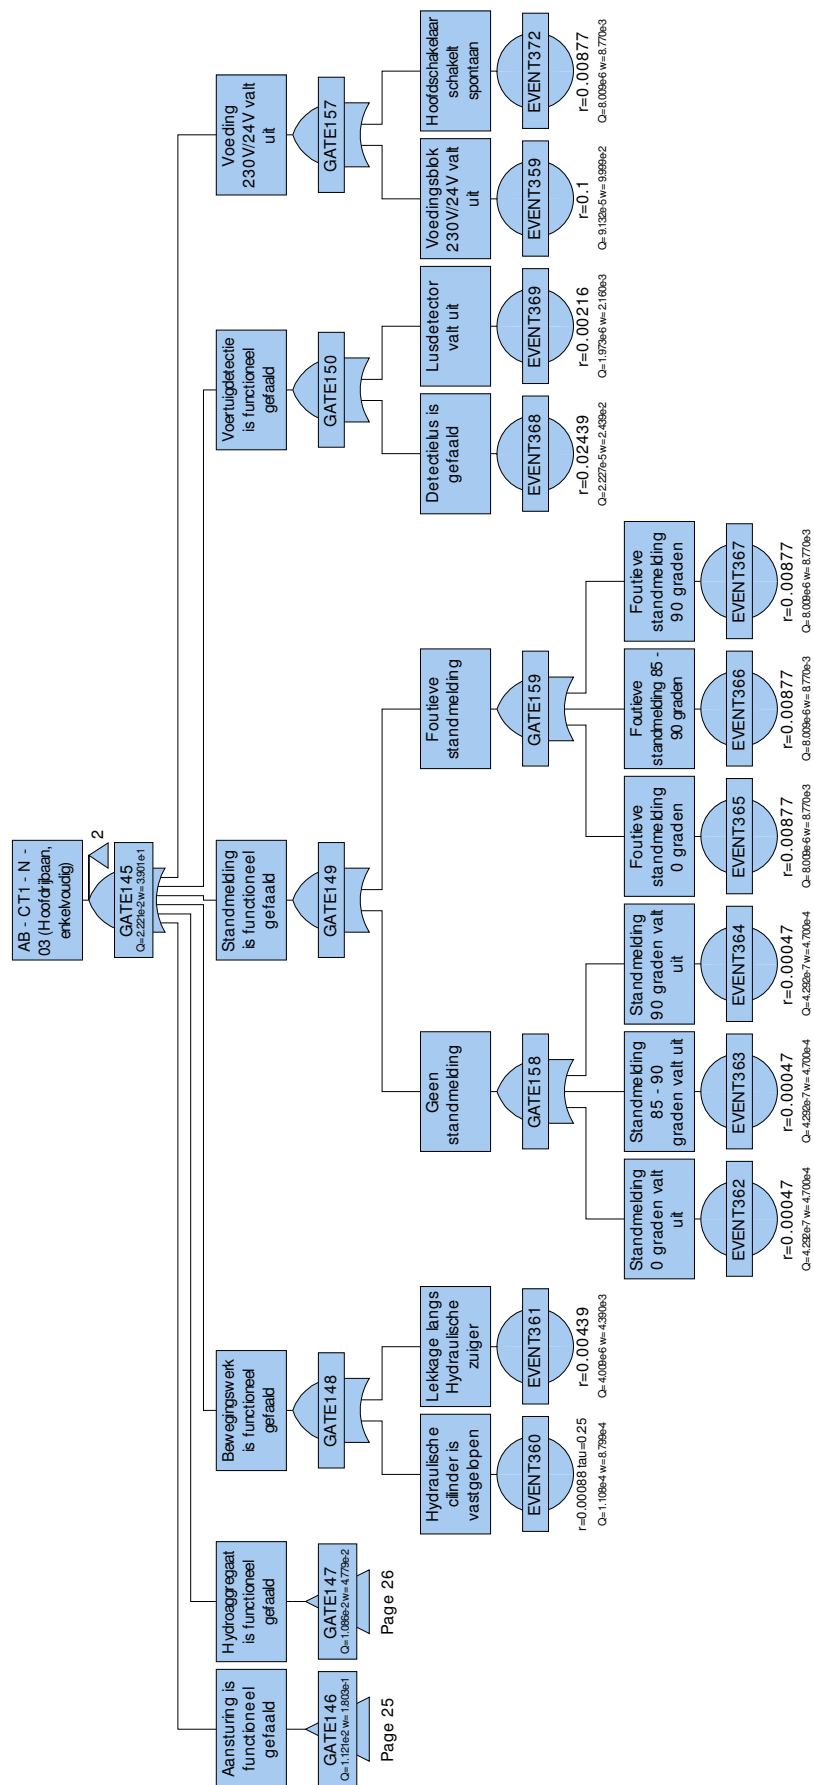 AB - CT1 - N -
03 (Hoofdrijbaan,
enkelvoudig)
2
GATE145
Q=2.221e-2 w=3.901e-1
Aansturing is
functioneel
gefaald
GATE146
Q=1.121e-2 w=1.803e-1
Page 25
Hydroaggregaat
is functioneel
gefaald
GATE147
Q=1.086e-2 w=4.779e-2
Page 26
Bewegingswerk
is functioneel
gefaald
GATE148
Standmelding
is functioneel
gefaald
GATE149
Voertuigdetectie
is functioneel
gefaald
GATE150
Voeding
230V/24V valt
uit
GATE157
Hydraulische
cilinder is
vastgelopen
EVENT360
r=0.00088 tau=0.25
Q=1.108e-4 w=8.799e-4
Lekkage langs
Hydraulische
zuiger
EVENT361
r=0.00439
Q=4.009e-6 w=4.390e-3
Geen
standmelding
GATE158
Foutieve
standmelding
GATE159
Detectielus is
gefaald
EVENT368
r=0.02439
Q=2.227e-5 w=2.439e-2
Lusdetector
valt uit
EVENT369
r=0.00216
Q=1.973e-6 w=2.160e-3
Voedingsblok
230V/24V valt
uit
EVENT359
r=0.1
Q=9.132e-5 w=9.999e-2
Hoofdschakelaar
schakelt
spontaan
EVENT372
r=0.00877
Q=8.009e-6 w=8.770e-3
Standmelding
0 graden valt
uit
EVENT362
r=0.00047
Q=4.292e-7 w=4.700e-4
Standmelding
85 - 90
graden valt uit
EVENT363
r=0.00047
Q=4.292e-7 w=4.700e-4
Standmelding
90 graden valt
uit
EVENT364
r=0.00047
Q=4.292e-7 w=4.700e-4
Foutieve
standmelding
0 graden
EVENT365
r=0.00877
Q=8.009e-6 w=8.770e-3
Foutieve
standmelding 85 -
90 graden
EVENT366
r=0.00877
Q=8.009e-6 w=8.770e-3
Foutieve
standmelding
90 graden
EVENT367
r=0.00877
Q=8.009e-6 w=8.770e-3